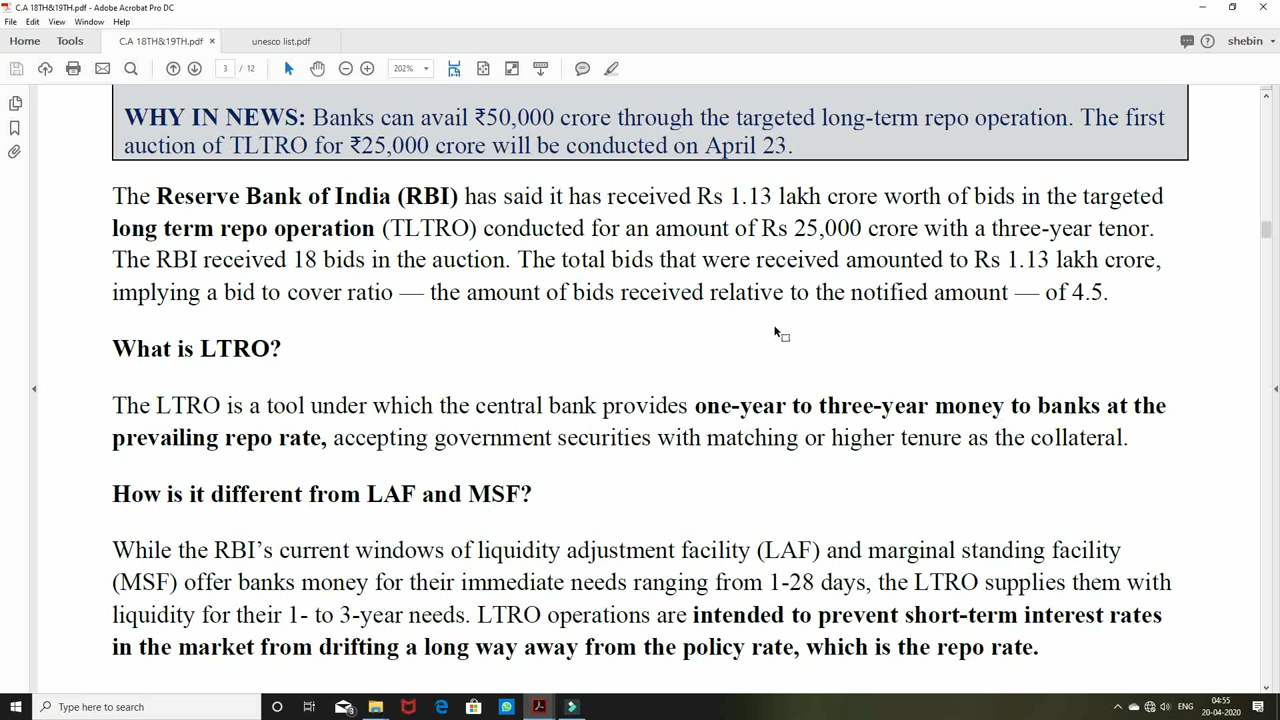 C.A 18TH&19TH.pdf - Adobe Acrobat Pro DC
File Edit View Window Help
Home Tools C.A 18TH&19TH.pdf × unesco list.pdf shebin
3 / 12 202%
WHY IN NEWS: Banks can avail ₹50,000 crore through the targeted long-term repo operation. The first
auction of TLTRO for ₹25,000 crore will be conducted on April 23.
The Reserve Bank of India (RBI) has said it has received Rs 1.13 lakh crore worth of bids in the targeted
long term repo operation (TLTRO) conducted for an amount of Rs 25,000 crore with a three-year tenor.
The RBI received 18 bids in the auction. The total bids that were received amounted to Rs 1.13 lakh crore,
implying a bid to cover ratio — the amount of bids received relative to the notified amount — of 4.5.
What is LTRO?
The LTRO is a tool under which the central bank provides one-year to three-year money to banks at the
prevailing repo rate, accepting government securities with matching or higher tenure as the collateral.
How is it different from LAF and MSF?
While the RBI’s current windows of liquidity adjustment facility (LAF) and marginal standing facility
(MSF) offer banks money for their immediate needs ranging from 1-28 days, the LTRO supplies them with
liquidity for their 1- to 3-year needs. LTRO operations are intended to prevent short-term interest rates
in the market from drifting a long way away from the policy rate, which is the repo rate.
Type here to search ENG 04:55
20-04-2020